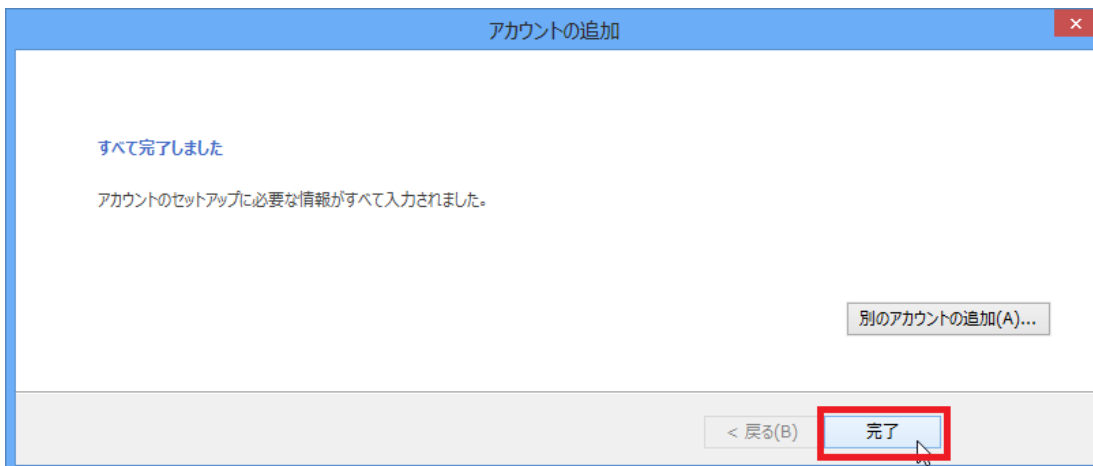 アカウントの追加
×
すべて完了しました
アカウントのセットアップに必要な情報がすべて入力されました。
別のアカウントの追加(A)...
< 戻る(B)
完了